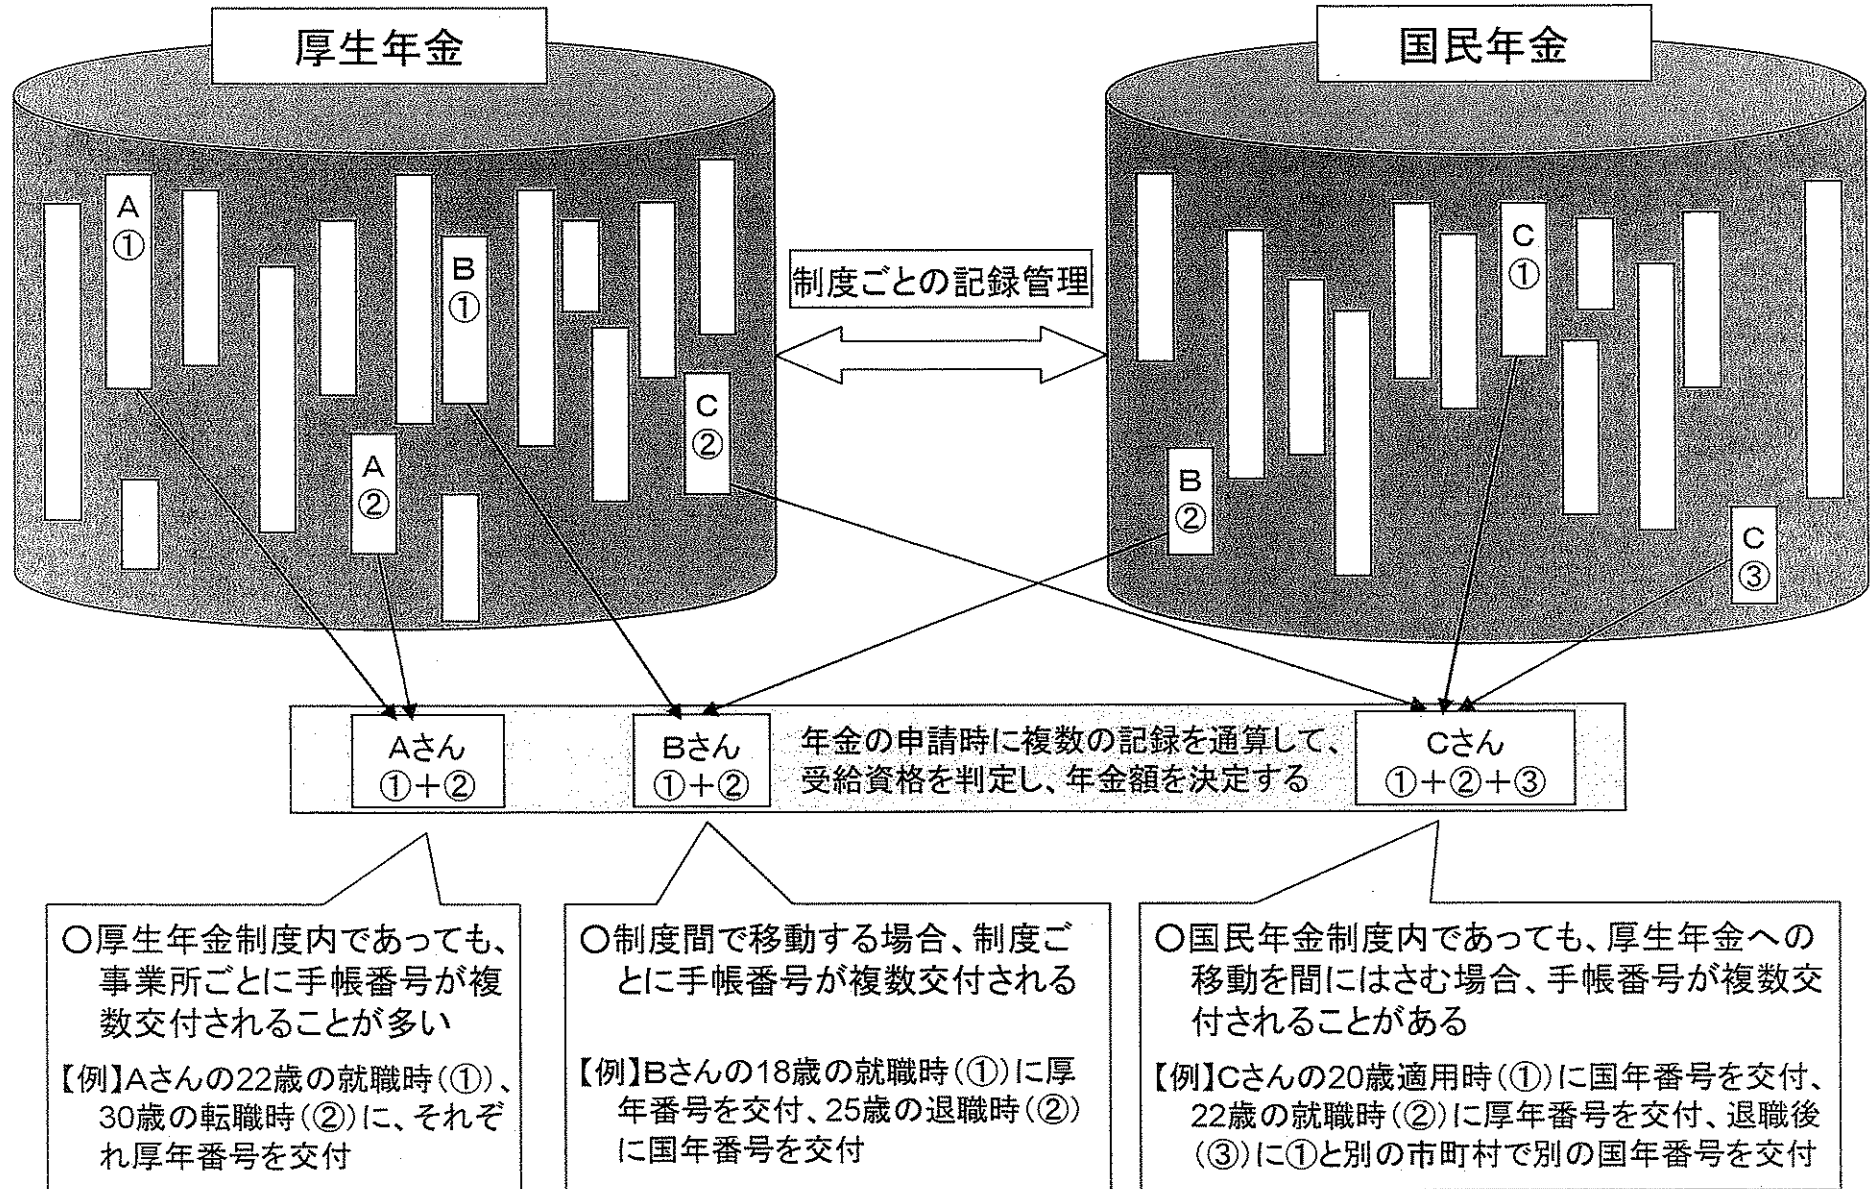 厚生年金
国民年金
A
①
B
①
C
①
制度ごとの記録管理
A
②
C
②
B
②
C
③
Aさん
①+②
Bさん
①+②
年金の申請時に複数の記録を通算して、
受給資格を判定し、年金額を決定する
Cさん
①+②+③
〇厚生年金制度内であっても、
事業所ごとに手帳番号が複
数交付されることが多い
【例】Aさんの22歳の就職時(①)、
30歳の転職時(②)に、それぞ
れ厚年番号を交付
〇制度間で移動する場合、制度ご
とに手帳番号が複数交付される
【例】Bさんの18歳の就職時(①)に厚
年番号を交付、25歳の退職時(②)
に国年番号を交付
〇国民年金制度内であっても、厚生年金への
移動を間にはさむ場合、手帳番号が複数交
付されることがある
【例】Cさんの20歳適用時(①)に国年番号を交付、
22歳の就職時(②)に厚年番号を交付、退職後
(③)に①と別の市町村で別の国年番号を交付